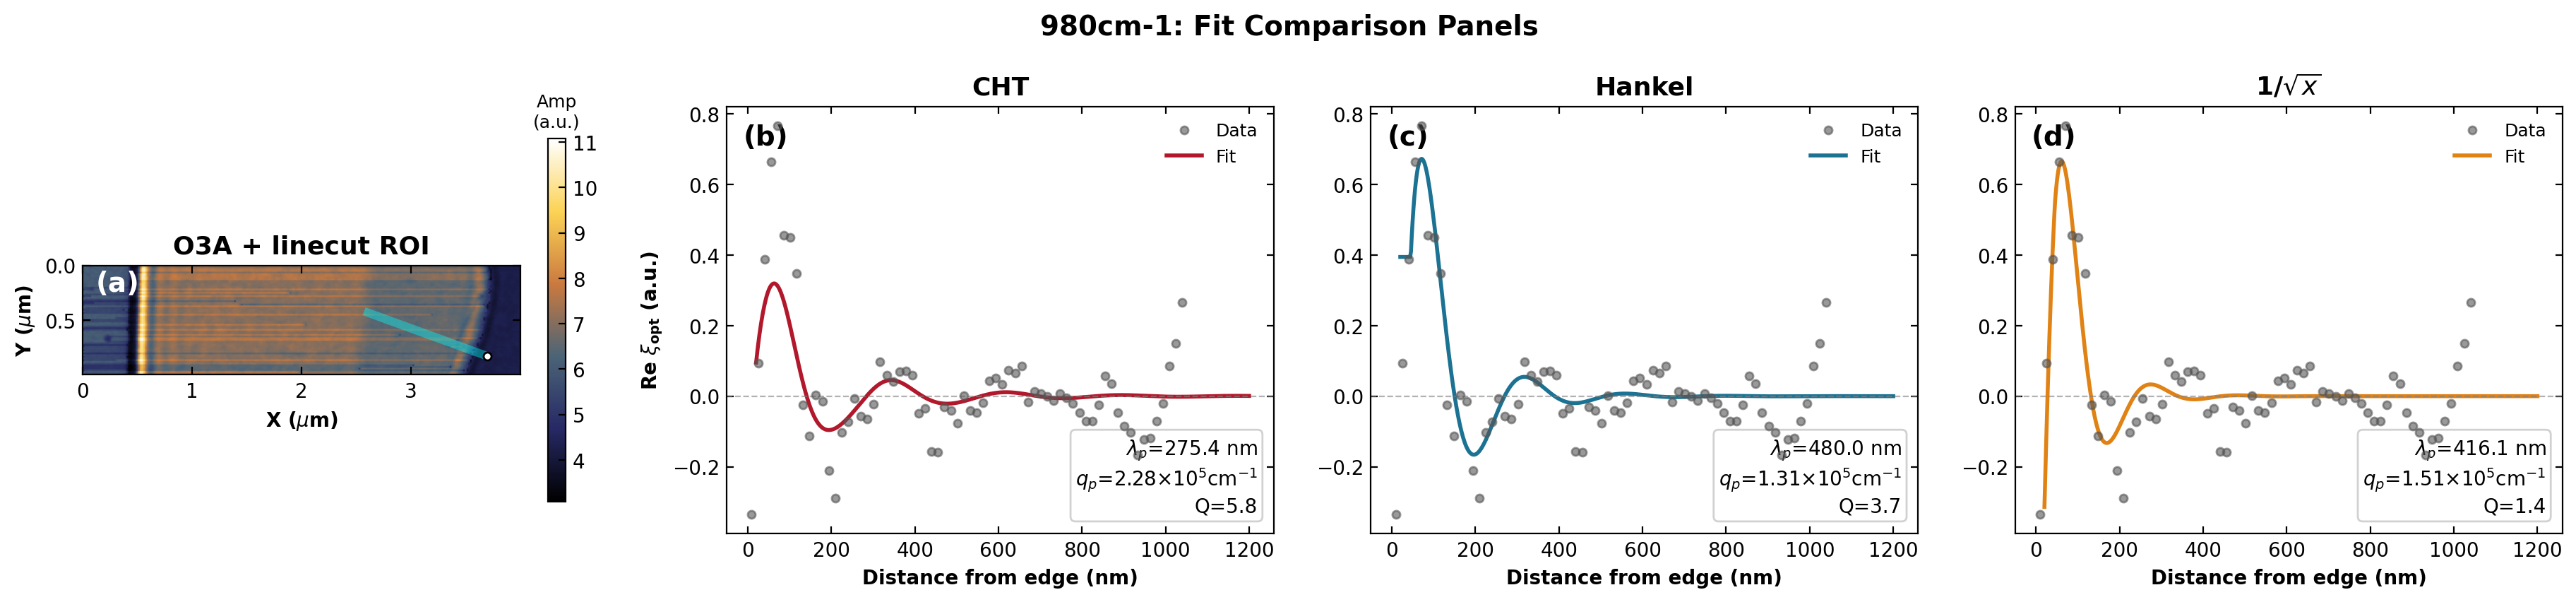 980cm-1: Fit Comparison Panels
O3A + linecut ROI
(a)
Y (μm)
0.0
0.5
0 1 2 3
X (μm)
Amp
(a.u.)
11
10
9
8
7
6
5
4
CHT
(b)
Data
Fit
Re ξopt (a.u.)
0.8
0.6
0.4
0.2
0.0
−0.2
λp=275.4 nm
qp=2.28×10⁵cm⁻¹
Q=5.8
0 200 400 600 800 1000 1200
Distance from edge (nm)
Hankel
(c)
Data
Fit
0.8
0.6
0.4
0.2
0.0
−0.2
λp=480.0 nm
qp=1.31×10⁵cm⁻¹
Q=3.7
0 200 400 600 800 1000 1200
Distance from edge (nm)
1/√x
(d)
Data
Fit
0.8
0.6
0.4
0.2
0.0
−0.2
λp=416.1 nm
qp=1.51×10⁵cm⁻¹
Q=1.4
0 200 400 600 800 1000 1200
Distance from edge (nm)